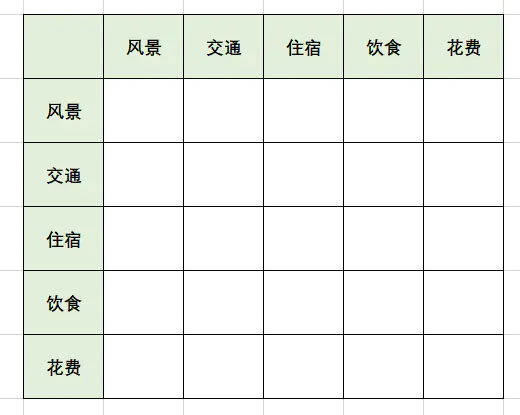 风景 交通 住宿 饮食 花费
风景
交通
住宿
饮食
花费